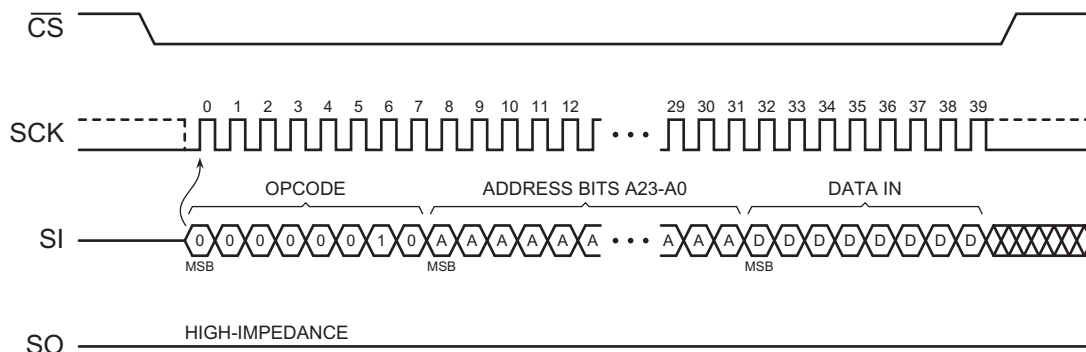 CS
0 1 2 3 4 5 6 7 8 9 10 11 12 29 30 31 32 33 34 35 36 37 38 39
SCK
OPCODE ADDRESS BITS A23-A0 DATA IN
SI 0 0 0 0 0 0 1 0 A A A A A A • • • A A A D D D D D D D D
MSB MSB MSB
HIGH-IMPEDANCE
SO